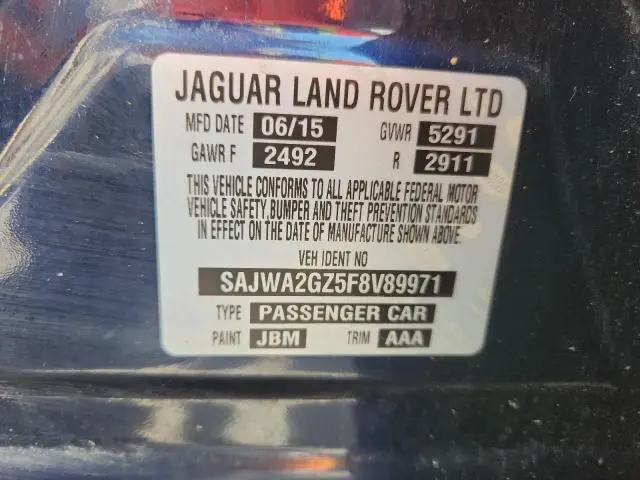 JAGUAR LAND ROVER LTD
MFD DATE 06/15 GVWR 5291
GAWR F 2492 R 2911
THIS VEHICLE CONFORMS TO ALL APPLICABLE FEDERAL MOTOR
VEHICLE SAFETY,BUMPER AND THEFT PREVENTION STANDARDS
IN EFFECT ON THE DATE OF MANUFACTURE SHOWN ABOVE.
VEH IDENT NO
SAJWA2GZ5F8V89971
TYPE PASSENGER CAR
PAINT JBM TRIM AAA